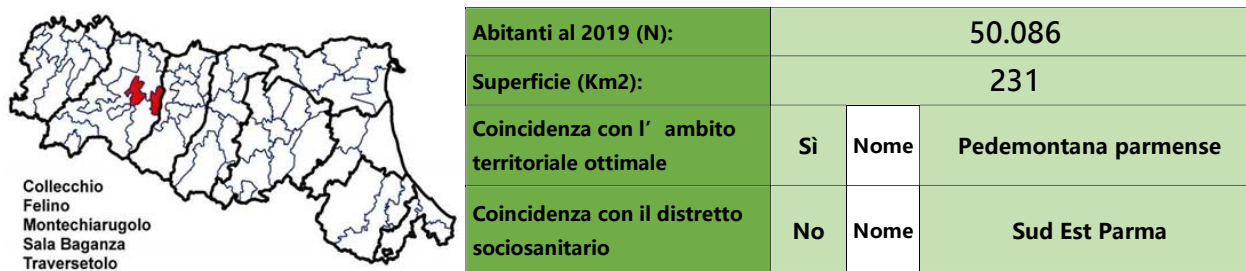 Collecchio
Felino
Montechiarugolo
Sala Baganza
Traversetolo
Abitanti al 2019 (N): 50.086
Superficie (Km2): 231
Coincidenza con l’ ambito
territoriale ottimale
Sì Nome Pedemontana parmense
Coincidenza con il distretto
sociosanitario
No Nome Sud Est Parma